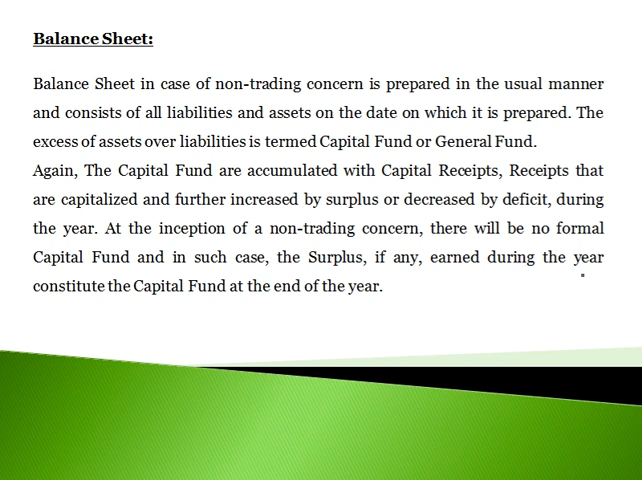 Balance Sheet:
Balance Sheet in case of non-trading concern is prepared in the usual manner
and consists of all liabilities and assets on the date on which it is prepared. The
excess of assets over liabilities is termed Capital Fund or General Fund.
Again, The Capital Fund are accumulated with Capital Receipts, Receipts that
are capitalized and further increased by surplus or decreased by deficit, during
the year. At the inception of a non-trading concern, there will be no formal
Capital Fund and in such case, the Surplus, if any, earned during the year
constitute the Capital Fund at the end of the year.